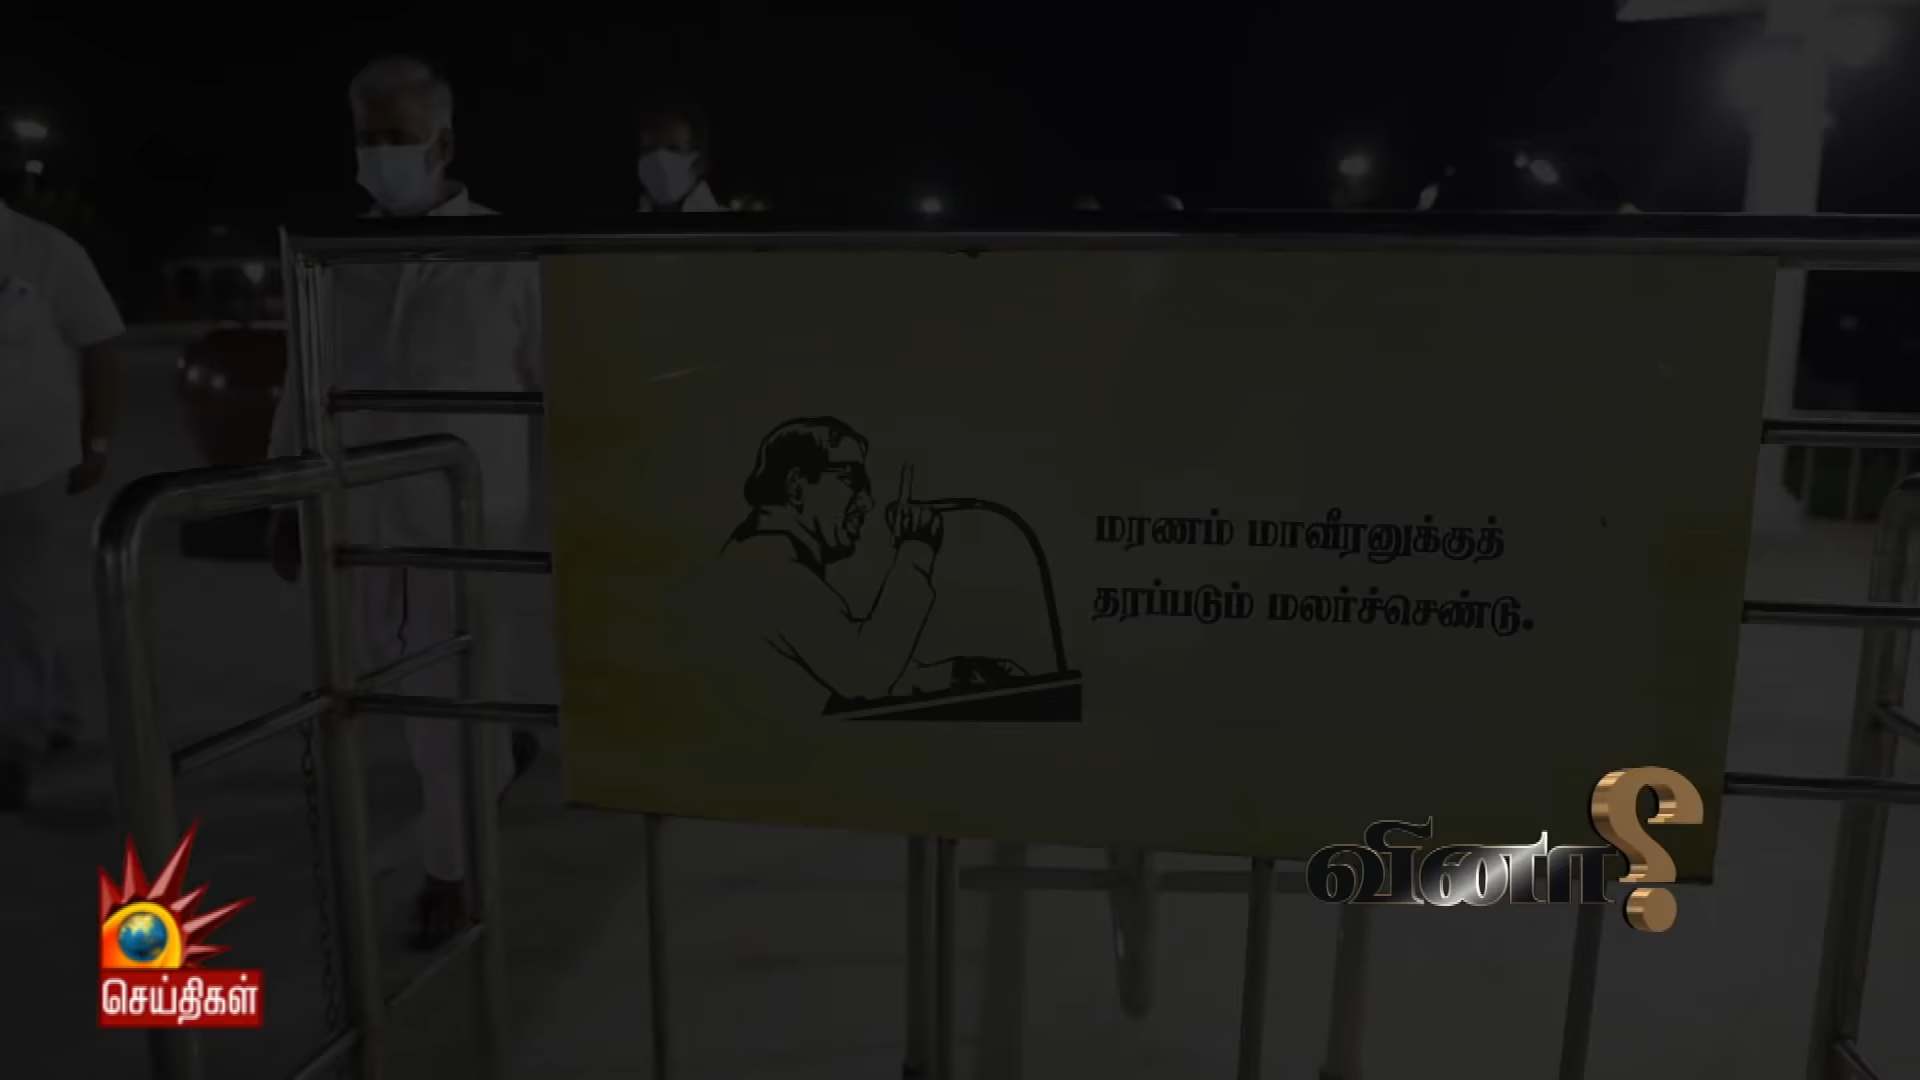 மரணம் மாவீரனுக்குத்
தரப்படும் மலர்ச்செண்டு.
வினா?
செய்திகள்